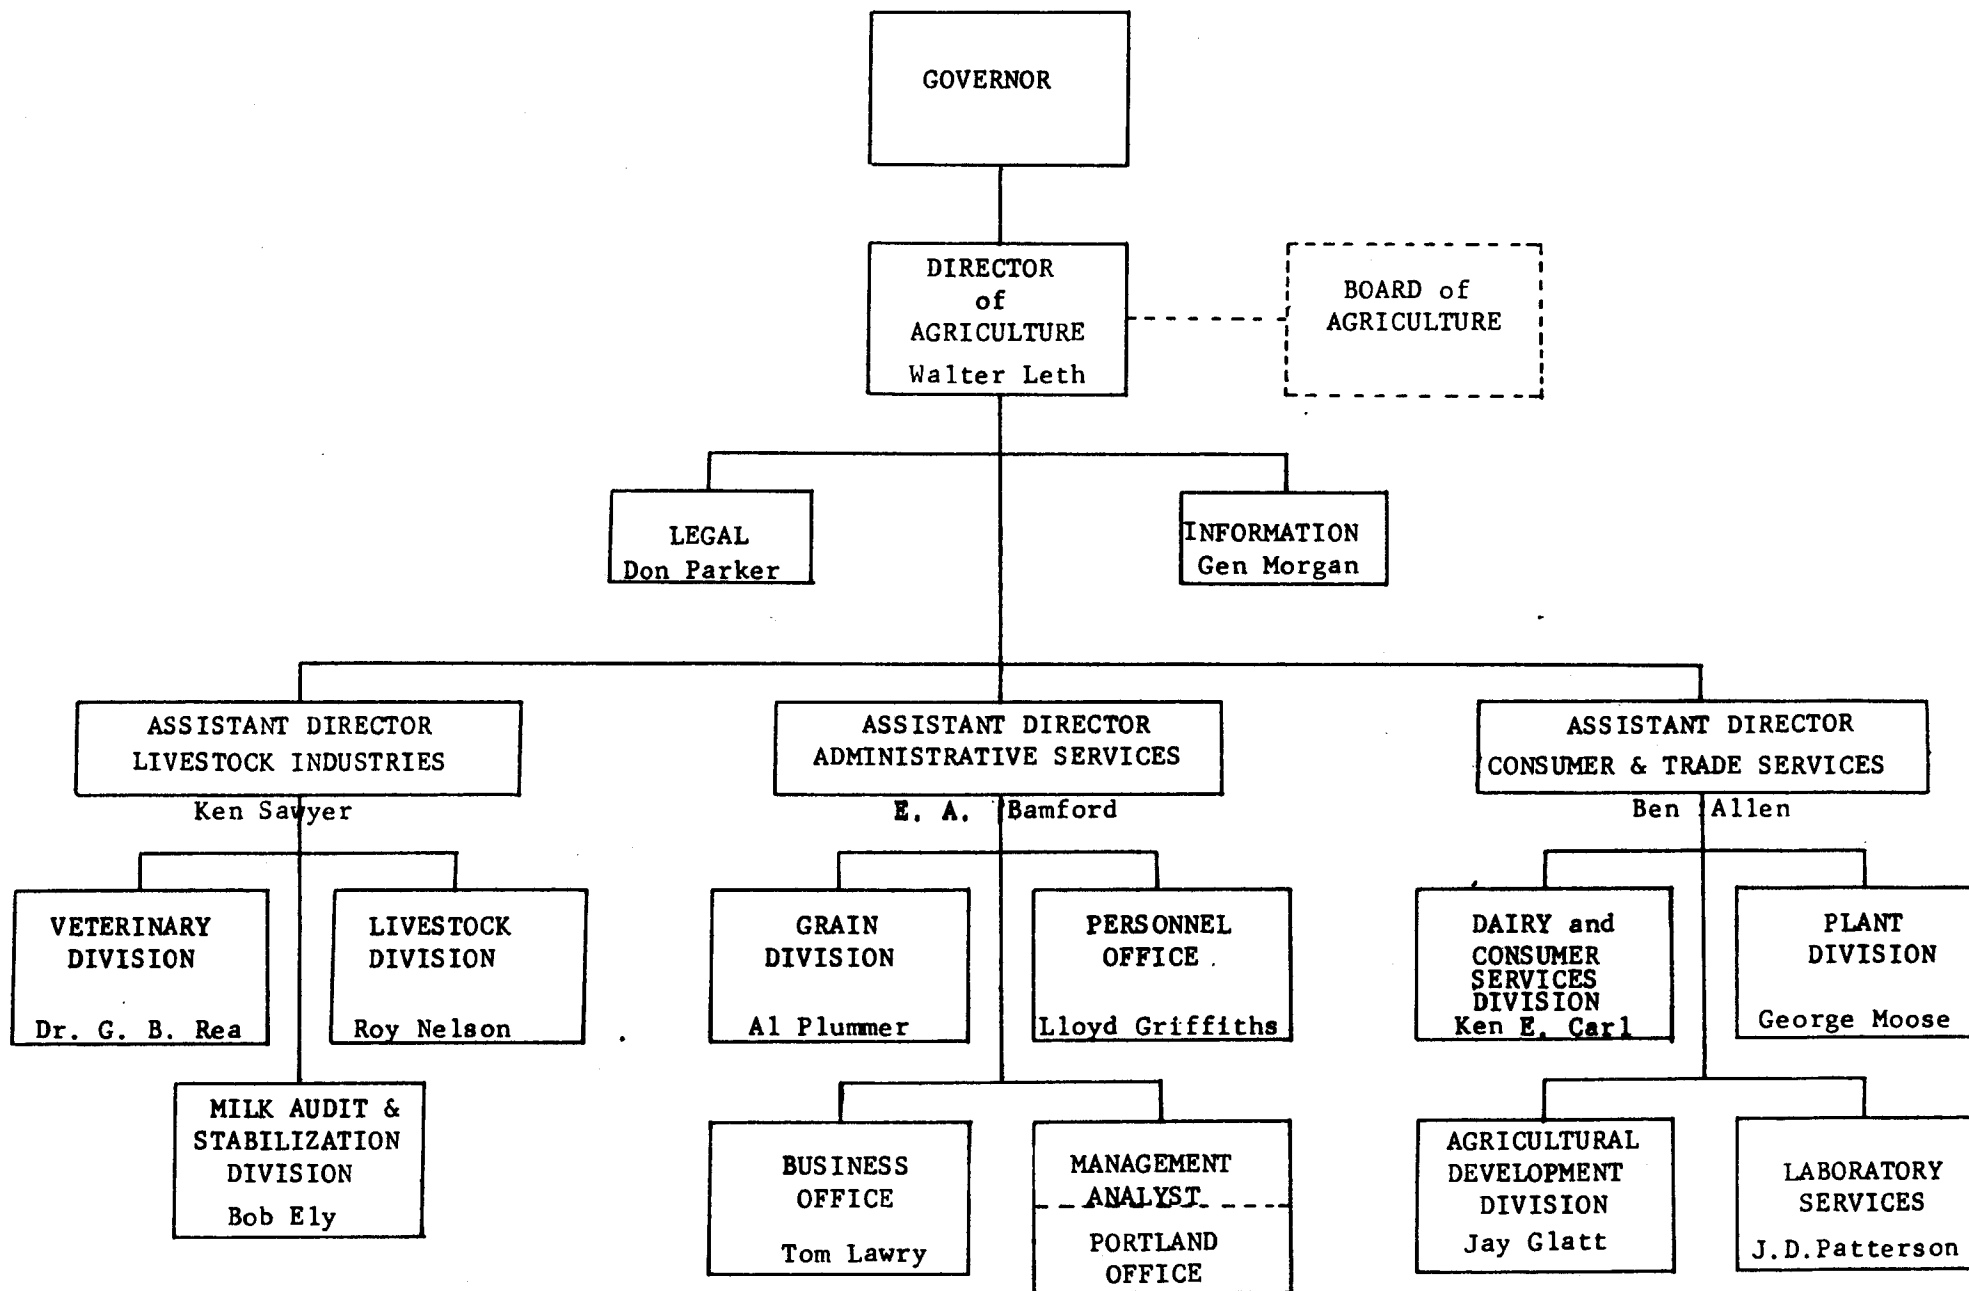 GOVERNOR
DIRECTOR
of
AGRICULTURE
Walter Leth
BOARD of
AGRICULTURE
LEGAL
Don Parker
INFORMATION
Gen Morgan
ASSISTANT DIRECTOR
LIVESTOCK INDUSTRIES
Ken Sawyer
ASSISTANT DIRECTOR
ADMINISTRATIVE SERVICES
E. A. Bamford
ASSISTANT DIRECTOR
CONSUMER & TRADE SERVICES
Ben Allen
VETERINARY
DIVISION
Dr. G. B. Rea
LIVESTOCK
DIVISION
Roy Nelson
MILK AUDIT &
STABILIZATION
DIVISION
Bob Ely
GRAIN
DIVISION
Al Plummer
PERSONNEL
OFFICE
Lloyd Griffiths
BUSINESS
OFFICE
Tom Lawry
MANAGEMENT
ANALYST
PORTLAND
OFFICE
DAIRY and
CONSUMER
SERVICES
DIVISION
Ken E. Carl
PLANT
DIVISION
George Moose
AGRICULTURAL
DEVELOPMENT
DIVISION
Jay Glatt
LABORATORY
SERVICES
J.D.Patterson